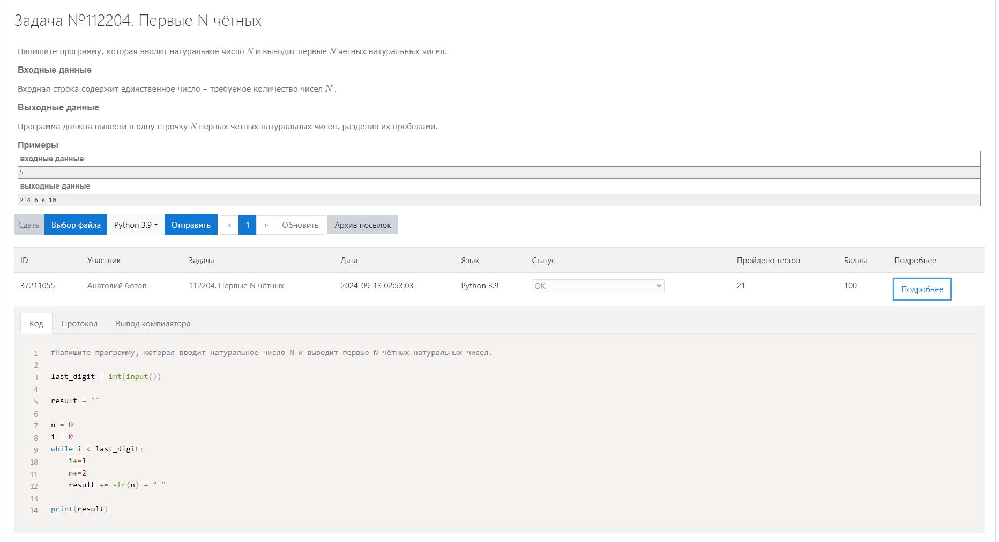 Задача №112204. Первые N чётных
Напишите программу, которая вводит натуральное число N и выводит первые N чётных натуральных чисел.
Входные данные
Входная строка содержит единственное число – требуемое количество чисел N .
Выходные данные
Программа должна вывести в одну строчку N первых чётных натуральных чисел, разделив их пробелами.
Примеры
входные данные
5
выходные данные
2 4 6 8 10
Сдать: Выбор файла Python 3.9 Отправить < 1 > Обновить Архив посылок
ID Участник Задача Дата Язык Статус Пройдено тестов Баллы Подробнее
37211055 Анатолий ботов 112204. Первые N чётных 2024-09-13 02:53:03 Python 3.9 OK 21 100 Подробнее
Код Протокол Вывод компилятора
1 #Напишите программу, которая вводит натуральное число N и выводит первые N чётных натуральных чисел.
2
3 last_digit = int(input())
4
5 result = ""
6
7 n = 0
8 i = 0
9 while i < last_digit:
10     i+=1
11     n+=2
12     result += str(n) + " "
13
14 print(result)